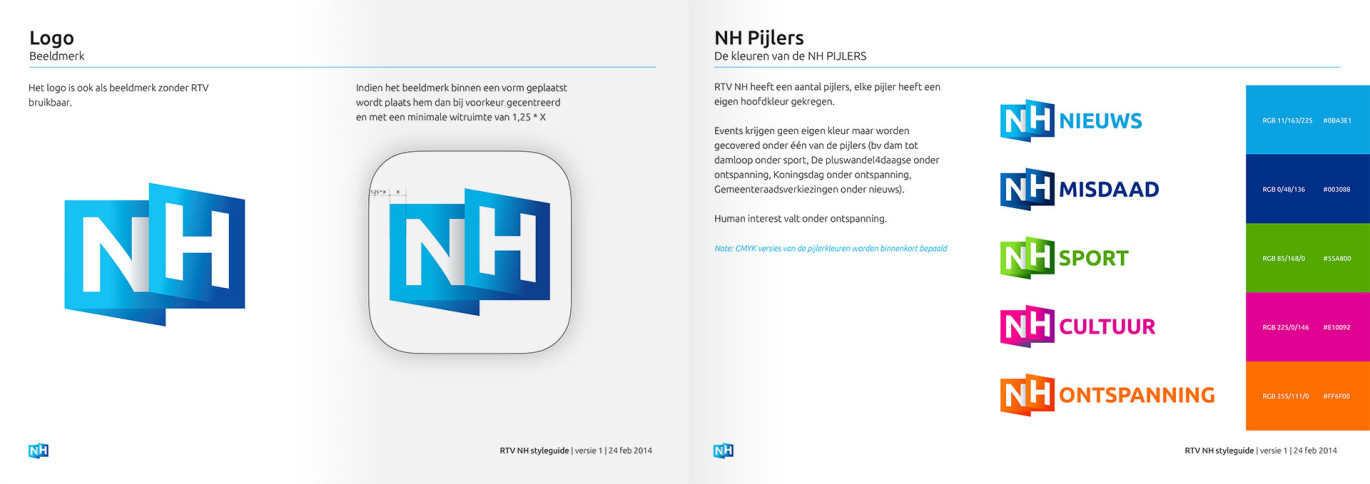 Logo
Beeldmerk
Het logo is ook als beeldmerk zonder RTV
bruikbaar.
Indien het beeldmerk binnen een vorm geplaatst
wordt plaats hem dan bij voorkeur gecentreerd
en met een minimale witruimte van 1,25 * X
NH
1,25*X
X
NH
NH
RTV NH styleguide | versie 1 | 24 feb 2014
NH Pijlers
De kleuren van de NH PIJLERS
RTV NH heeft een aantal pijlers, elke pijler heeft een
eigen hoofdkleur gekregen.
Events krijgen geen eigen kleur maar worden
gecovered onder één van de pijlers (bv dam tot
damloop onder sport, De pluswandel4daagse onder
ontspanning, Koningsdag onder ontspanning,
Gemeenteraadsverkiezingen onder nieuws).
Human interest valt onder ontspanning.
Note: CMYK versies van de pijlerkleuren worden binnenkort bepaald
NH NIEUWS
RGB 11/163/225 #0BA3E1
NH MISDAAD
RGB 0/48/136 #003088
NH SPORT
RGB 85/168/0 #55A800
NH CULTUUR
RGB 225/0/146 #E10092
NH ONTSPANNING
RGB 255/111/0 #FF6F00
NH
RTV NH styleguide | versie 1 | 24 feb 2014